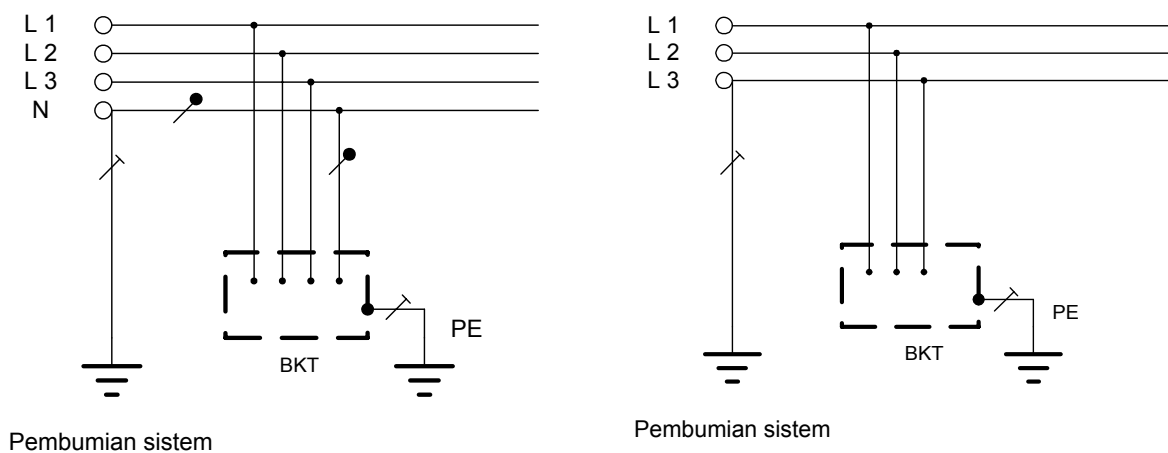 L 1
L 2
L 3
N
PE
BKT
Pembumian sistem
L 1
L 2
L 3
PE
BKT
Pembumian sistem